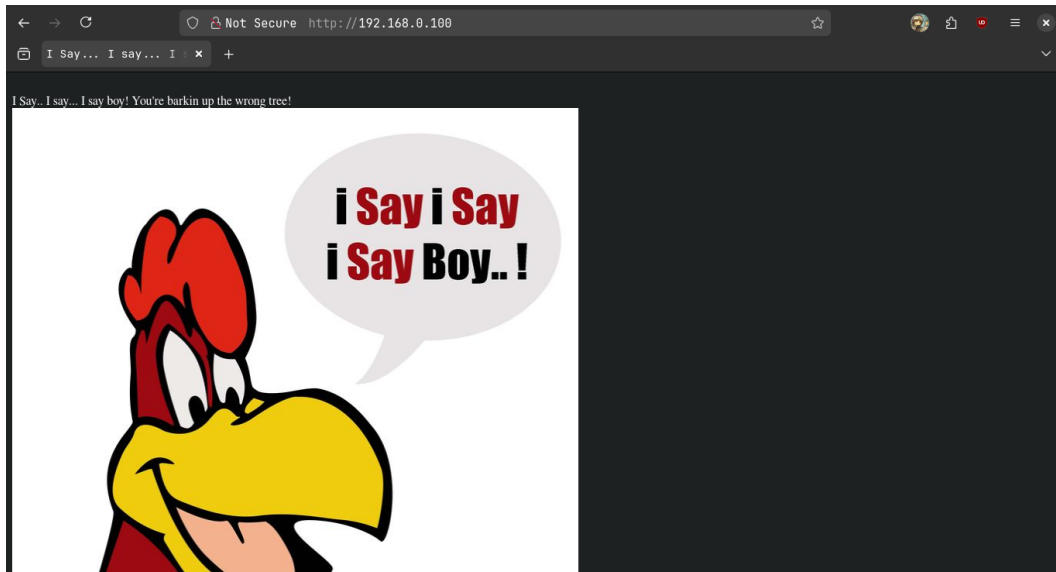 Not Secure http://192.168.0.100
I Say... I say... I
I Say.. I say... I say boy! You're barkin up the wrong tree!
i Say i Say
i Say Boy.. !